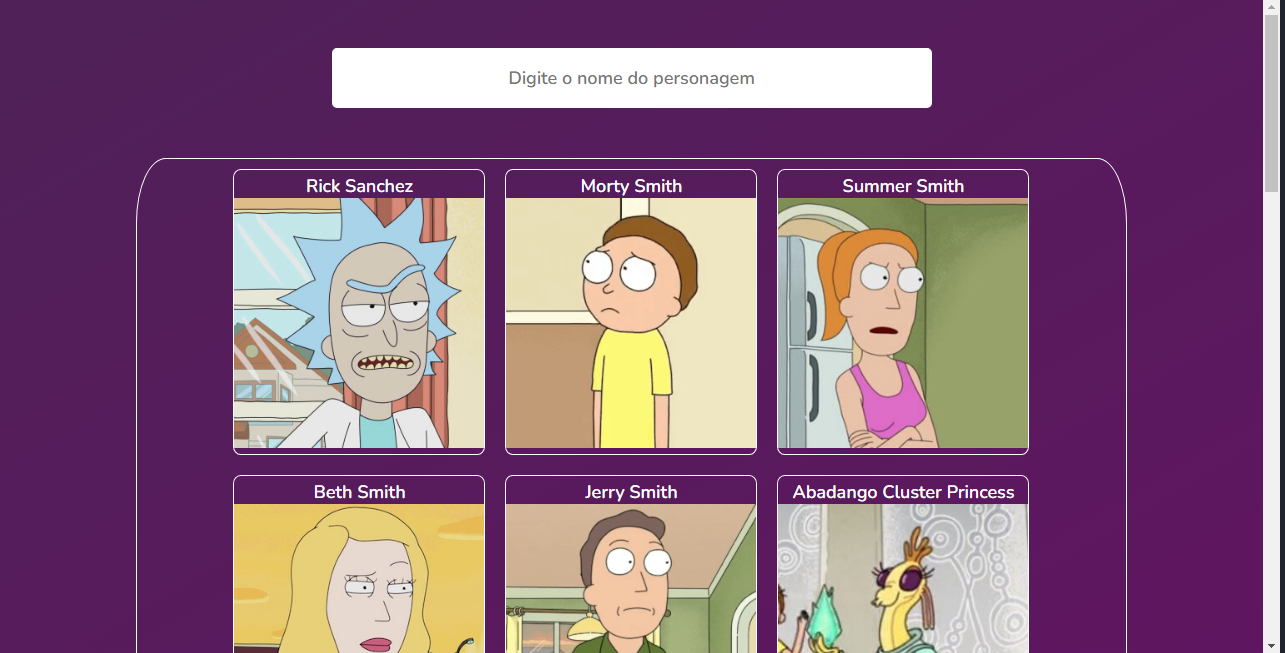 Digite o nome do personagem
Rick Sanchez
Morty Smith
Summer Smith
Beth Smith
Jerry Smith
Abadango Cluster Princess